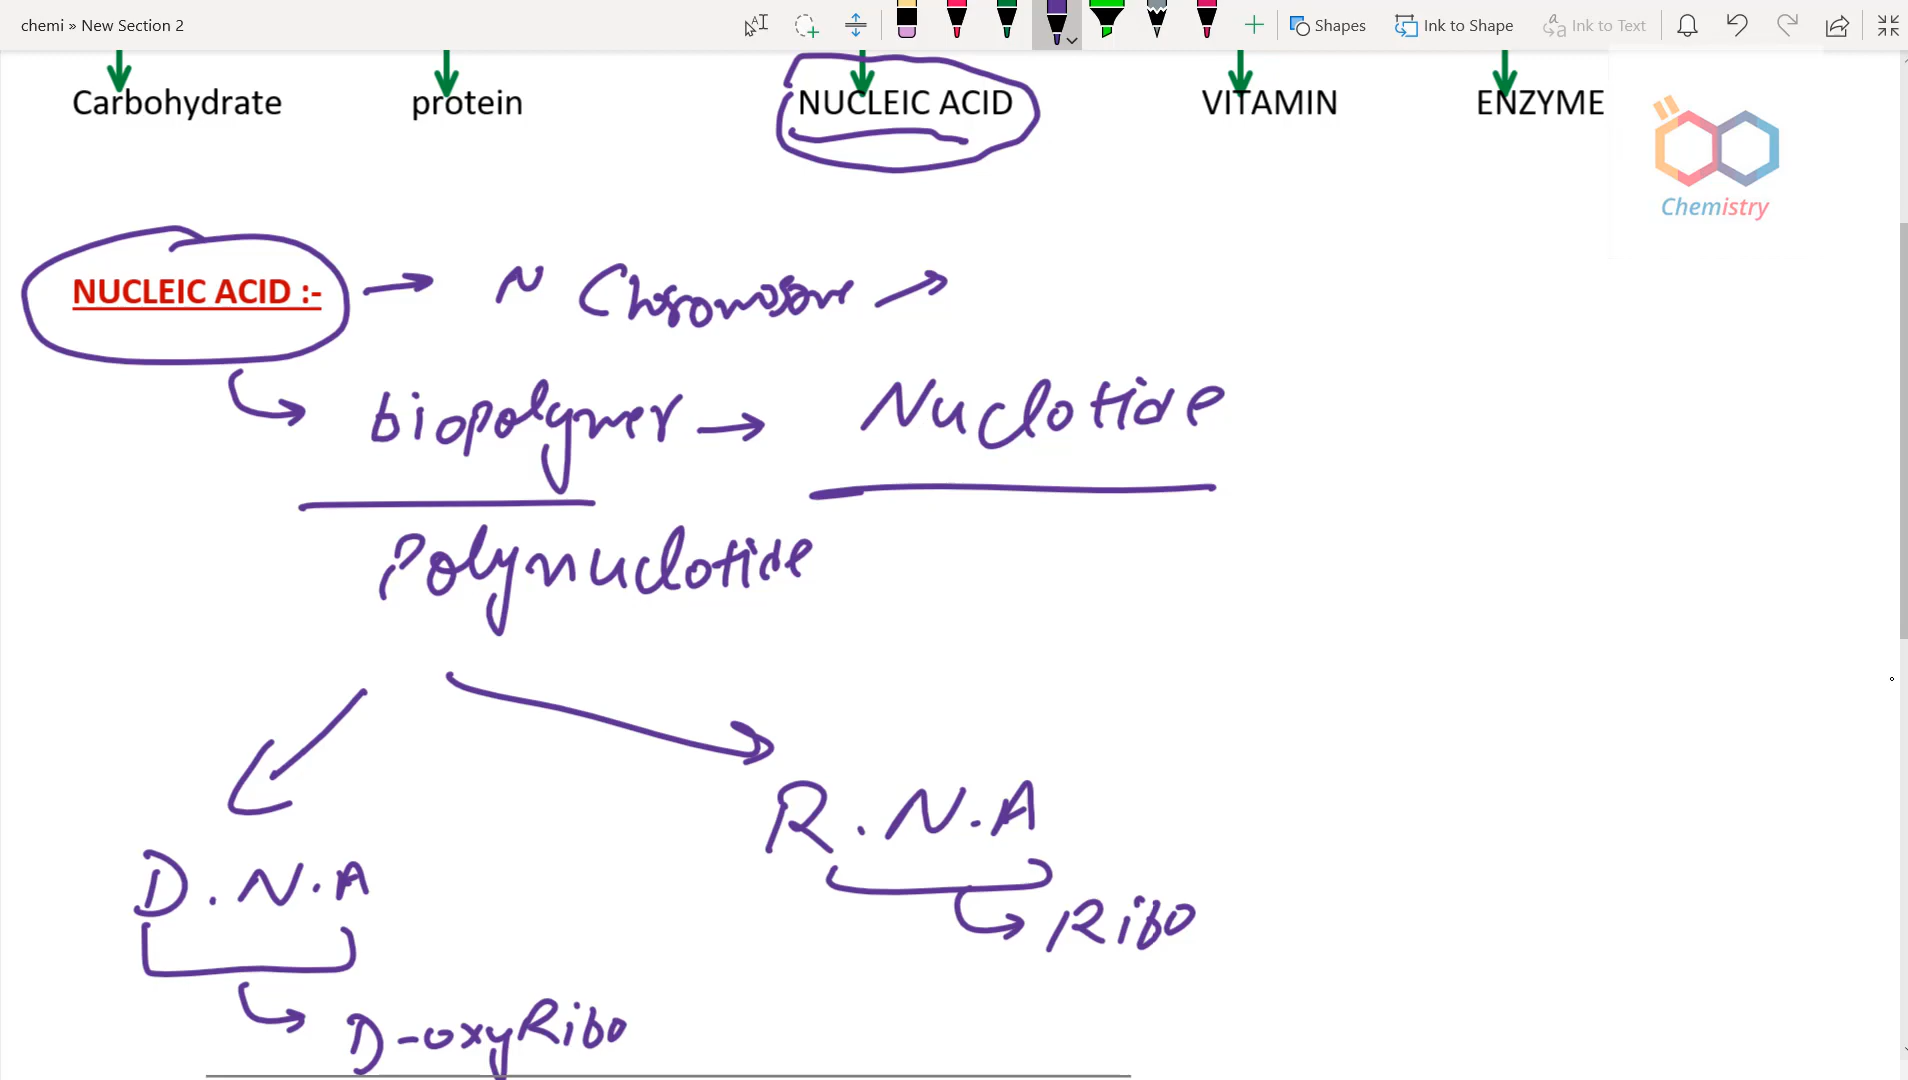 chemi » New Section 2
Shapes
Ink to Shape
Ink to Text
Carbohydrate protein NUCLEIC ACID VITAMIN ENZYME
Chemistry
NUCLEIC ACID :- → N Chromosome →
biopolymer → Nuclotide
Polynuclotide
R.N.A
D.N.A
Ribo
D-oxyRibo